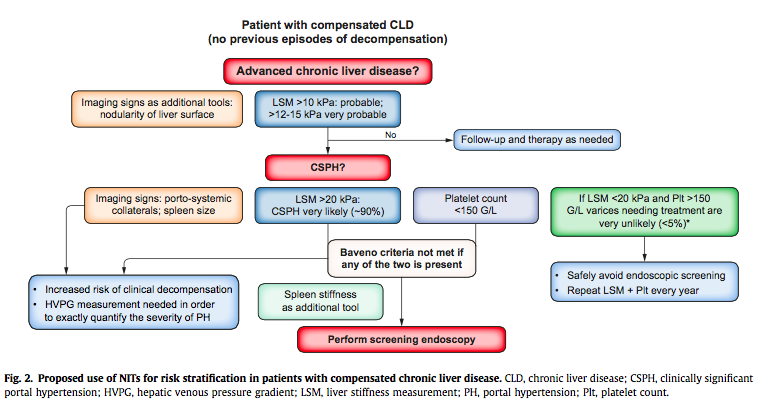 Patient with compensated CLD
(no previous episodes of decompensation)
Advanced chronic liver disease?
Imaging signs as additional tools:
nodularity of liver surface
LSM >10 kPa: probable;
>12-15 kPa very probable
No
Follow-up and therapy as needed
CSPH?
Imaging signs: porto-systemic
collaterals; spleen size
LSM >20 kPa:
CSPH very likely (~90%)
Platelet count
<150 G/L
If LSM <20 kPa and Plt >150
G/L varices needing treatment are
very unlikely (<5%)*
Baveno criteria not met if
any of the two is present
• Increased risk of clinical decompensation
• HVPG measurement needed in order
to exactly quantify the severity of PH
Spleen stiffness
as additional tool
• Safely avoid endoscopic screening
• Repeat LSM + Plt every year
Perform screening endoscopy
Fig. 2. Proposed use of NITs for risk stratification in patients with compensated chronic liver disease. CLD, chronic liver disease; CSPH, clinically significant
portal hypertension; HVPG, hepatic venous pressure gradient; LSM, liver stiffness measurement; PH, portal hypertension; Plt, platelet count.